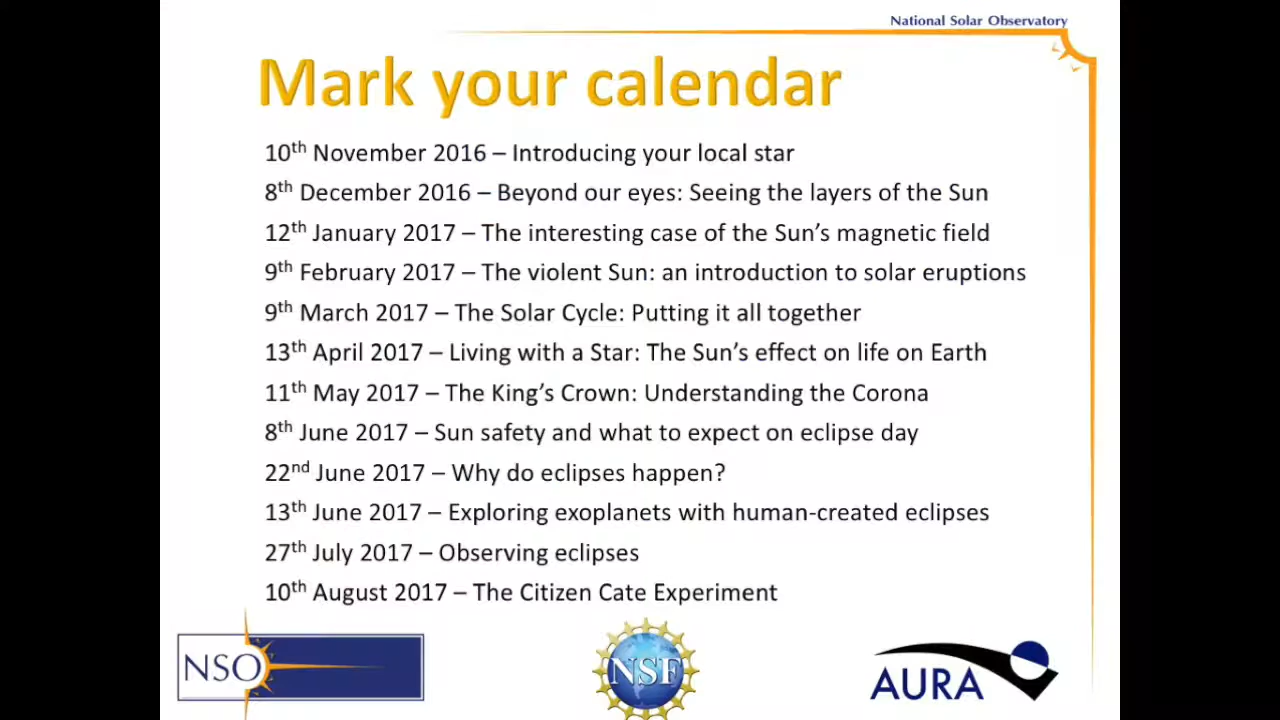 National Solar Observatory
Mark your calendar
10th November 2016 – Introducing your local star
8th December 2016 – Beyond our eyes: Seeing the layers of the Sun
12th January 2017 – The interesting case of the Sun’s magnetic field
9th February 2017 – The violent Sun: an introduction to solar eruptions
9th March 2017 – The Solar Cycle: Putting it all together
13th April 2017 – Living with a Star: The Sun’s effect on life on Earth
11th May 2017 – The King’s Crown: Understanding the Corona
8th June 2017 – Sun safety and what to expect on eclipse day
22nd June 2017 – Why do eclipses happen?
13th June 2017 – Exploring exoplanets with human-created eclipses
27th July 2017 – Observing eclipses
10th August 2017 – The Citizen Cate Experiment
NSO
NSF
AURA